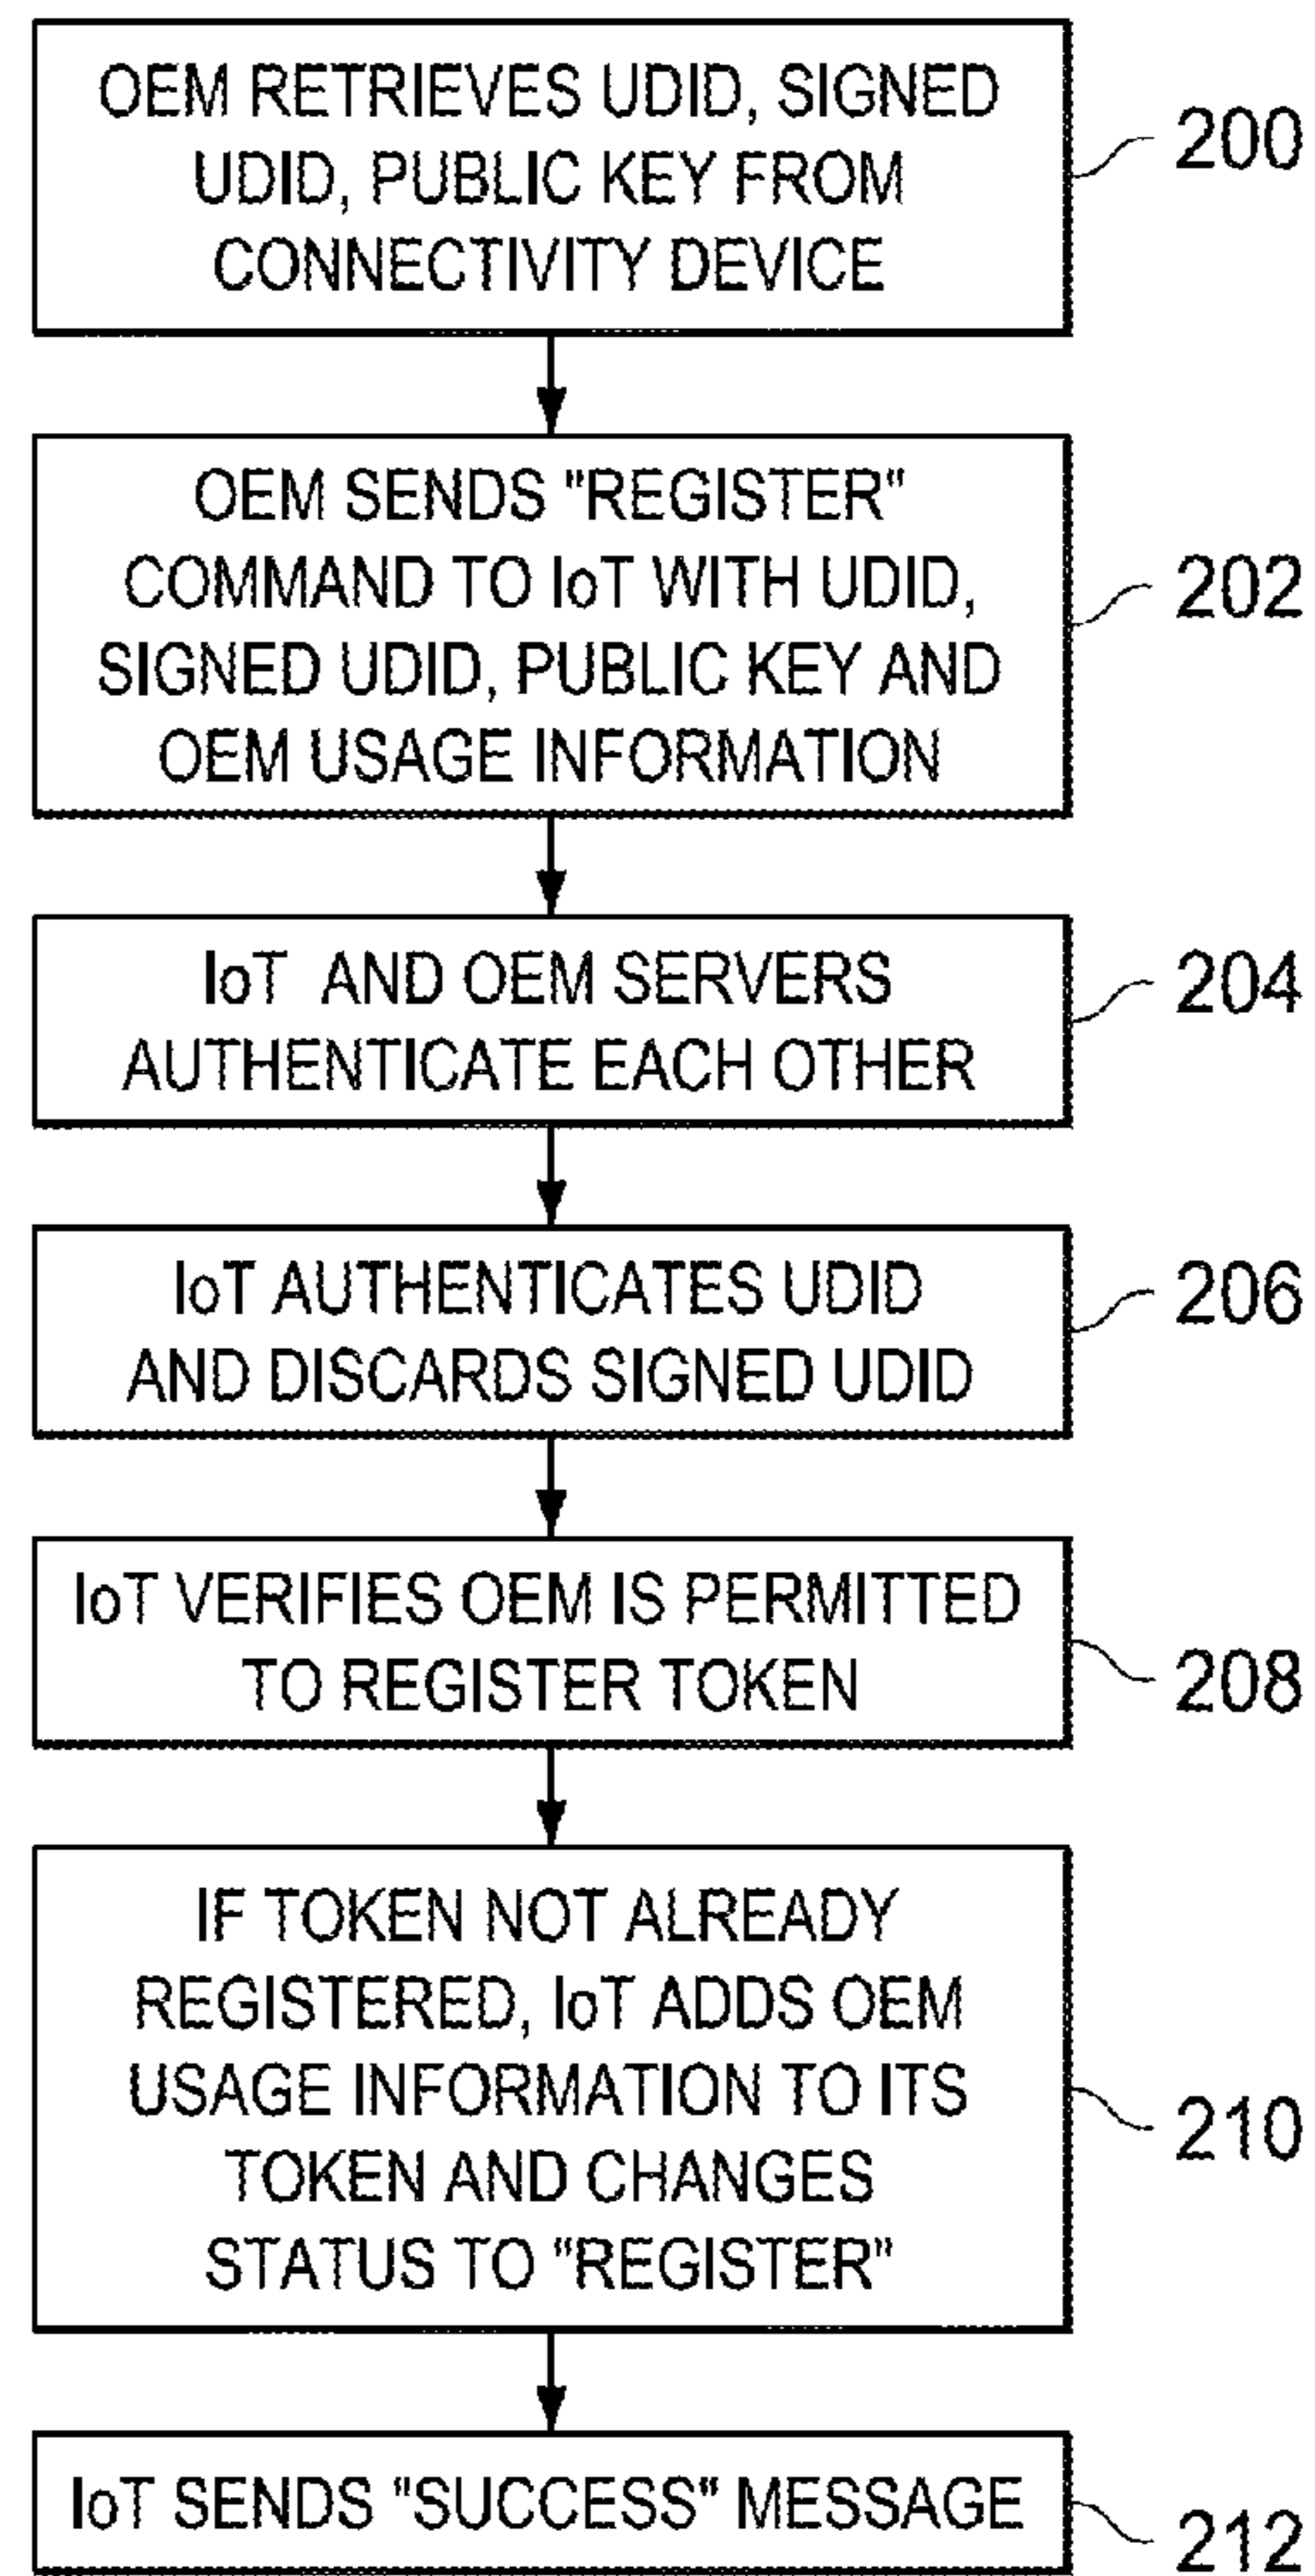 OEM RETRIEVES UDID, SIGNED
UDID, PUBLIC KEY FROM
CONNECTIVITY DEVICE
200
OEM SENDS "REGISTER"
COMMAND TO IoT WITH UDID,
SIGNED UDID, PUBLIC KEY AND
OEM USAGE INFORMATION
202
IoT AND OEM SERVERS
AUTHENTICATE EACH OTHER
204
IoT AUTHENTICATES UDID
AND DISCARDS SIGNED UDID
206
IoT VERIFIES OEM IS PERMITTED
TO REGISTER TOKEN
208
IF TOKEN NOT ALREADY
REGISTERED, IoT ADDS OEM
USAGE INFORMATION TO ITS
TOKEN AND CHANGES
STATUS TO "REGISTER"
210
IoT SENDS "SUCCESS" MESSAGE
212